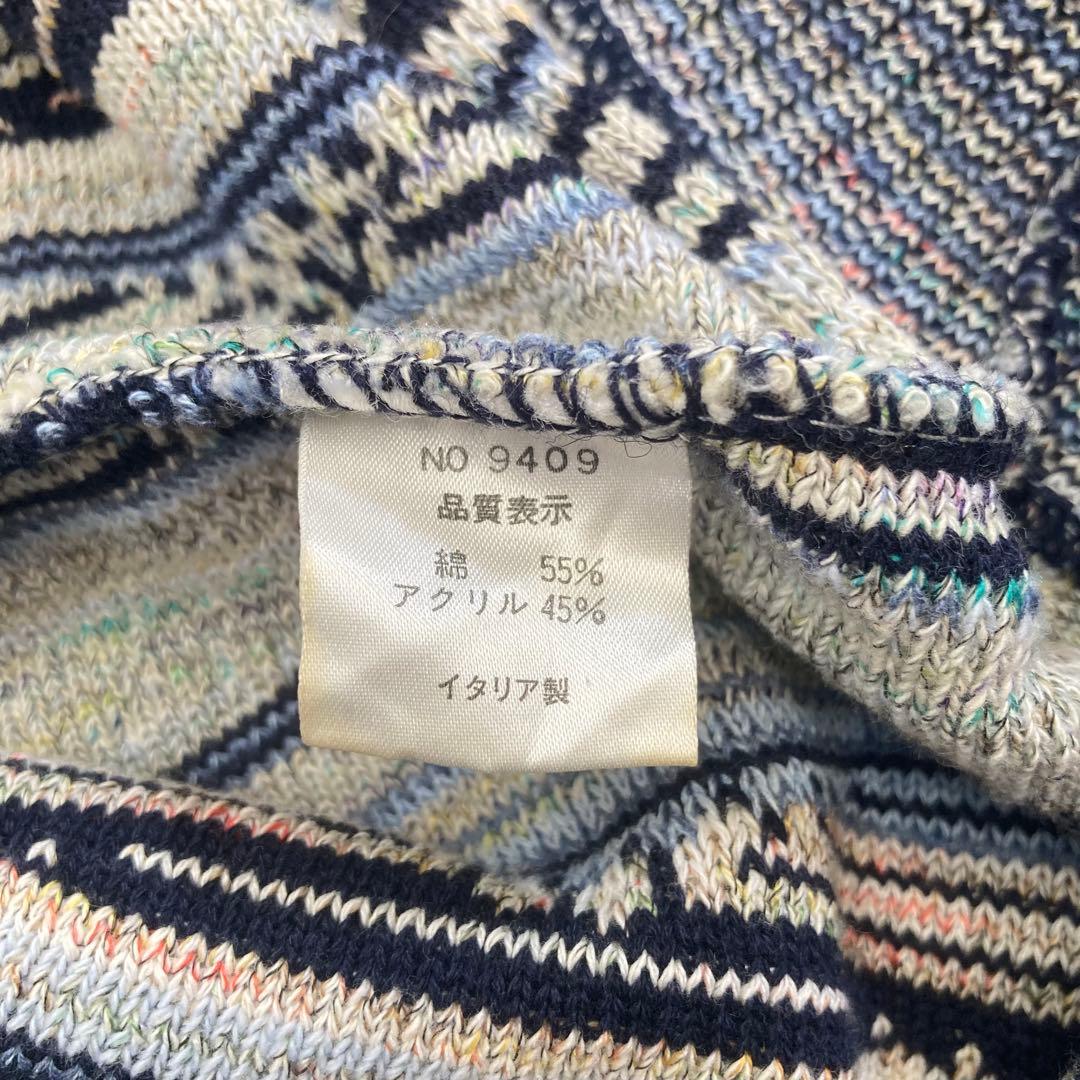 NO 9409
品質表示
綿 55%
アクリル 45%
イタリア製